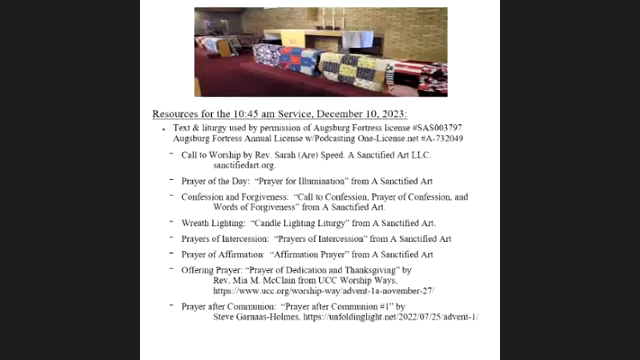 Resources for the 10:45 am Service, December 10, 2023:
• Text & liturgy used by permission of Augsburg Fortress license #SAS003797
Augsburg Fortress Annual License w/Podcasting One-License.net #A-732049
- Call to Worship by Rev. Sarah (Are) Speed. A Sanctified Art LLC.
sanctifiedart.org.
- Prayer of the Day: “Prayer for Illumination” from A Sanctified Art
- Confession and Forgiveness: “Call to Confession, Prayer of Confession, and
Words of Forgiveness” from A Sanctified Art.
- Wreath Lighting: “Candle Lighting Liturgy” from A Sanctified Art.
- Prayers of Intercession: “Prayers of Intercession” from A Sanctified Art
- Prayer of Affirmation: “Affirmation Prayer” from A Sanctified Art
- Offering Prayer: “Prayer of Dedication and Thanksgiving” by
Rev. Mia M. McClain from UCC Worship Ways,
https://www.ucc.org/worship-way/advent-1a-november-27/
- Prayer after Communion: “Prayer after Communion #1” by
Steve Garnaas-Holmes, https://unfoldinglight.net/2022/07/25/advent-1/